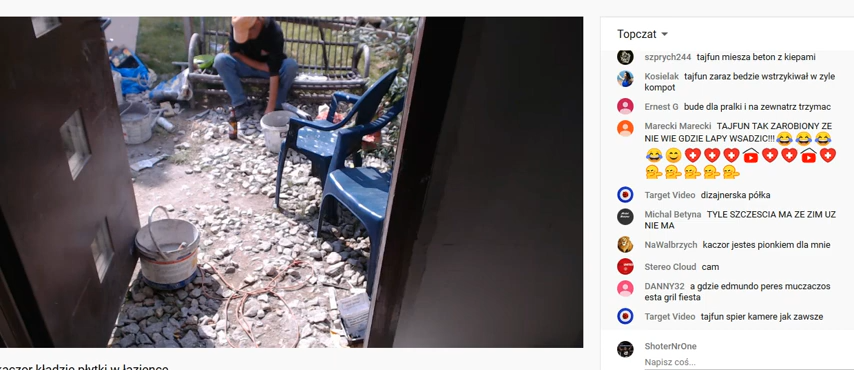 Topczat
szprych244 tajfun miesza beton z kiepami
Kosielak tajfun zaraz bedzie wstrzykiwał w zyle
kompot
Ernest G bude dla pralki i na zewnatrz trzymac
Marecki Marecki TAJFUN TAK ZAROBIONY ZE
NIE WIE GDZIE LAPY WSADZIC!!!😂😂😂
😂😊
🤗🤗🤗🤗🤗
Target Video dizajnerska półka
Michal Betyna TYLE SZCZESCIA MA ZE ZIM UZ
NIE MA
NaWalbrzych kaczor jestes pionkiem dla mnie
Stereo Cloud cam
DANNY32 a gdzie edmundo peres muczaczos
esta gril fiesta
Target Video tajfun spier kamere jak zawsze
ShoterNrOne
Napisz coś...
kaczor kładzie płytki w łazience